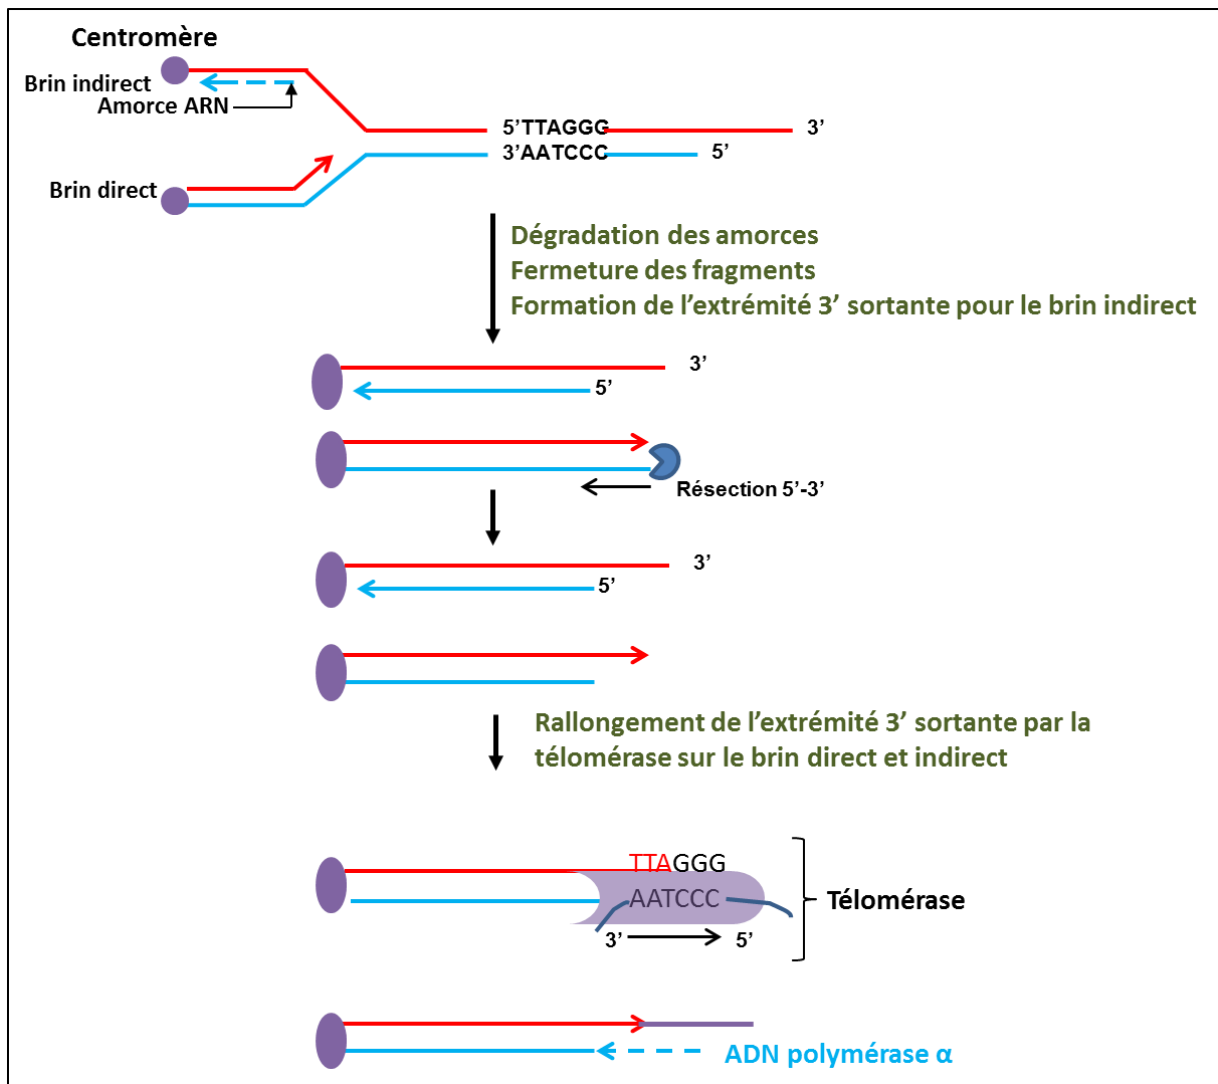 Centromère
Brin indirect
Amorce ARN
5’TTAGGG 3’
3’AATCCC 5’
Brin direct
Dégradation des amorces
Fermeture des fragments
Formation de l’extrémité 3’ sortante pour le brin indirect
3’
5’
Résection 5’-3’
3’
5’
Rallongement de l’extrémité 3’ sortante par la
télomérase sur le brin direct et indirect
TTAGGG
AATCCC
Télomérase
3’ 5’
ADN polymérase α